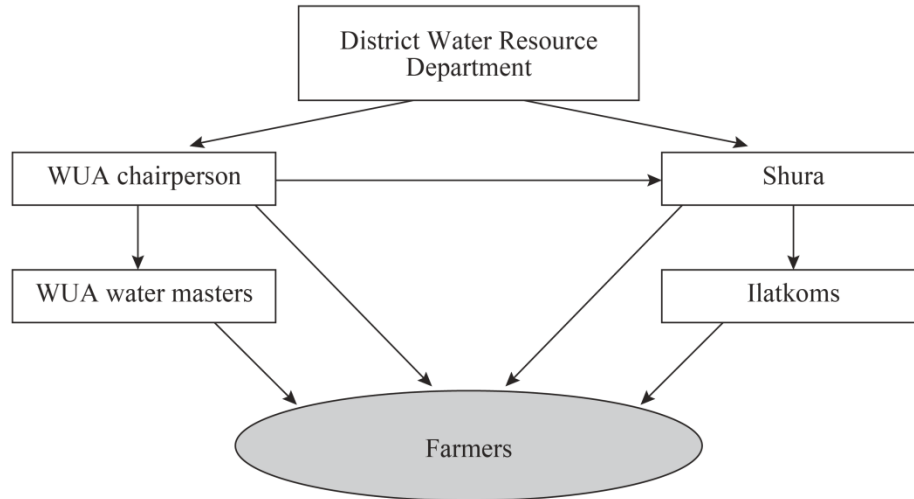 District Water Resource
Department
WUA chairperson
Shura
WUA water masters
Ilatkoms
Farmers